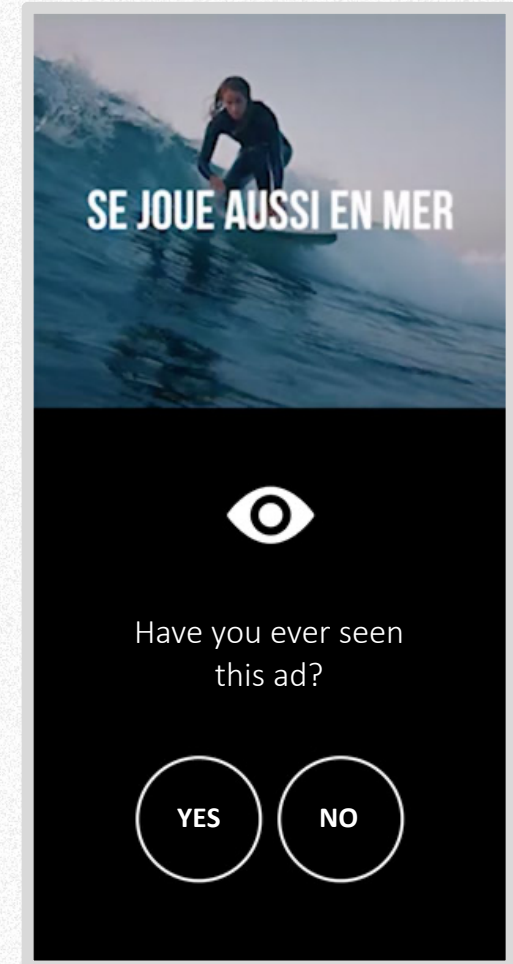 SE JOUE AUSSI EN MER
Have you ever seen
this ad?
YES
NO